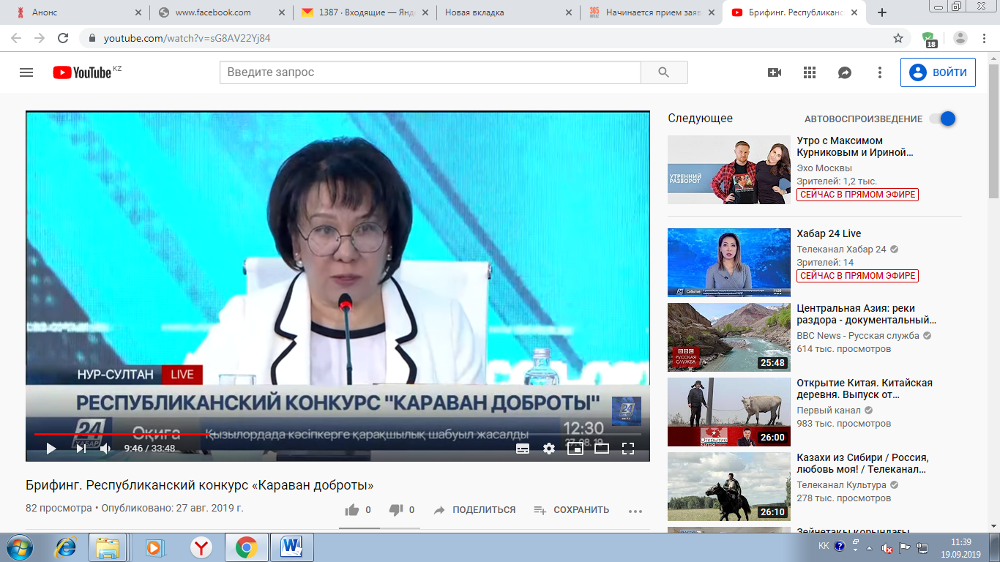 Анонс
www.facebook.com
1387 · Входящие — Янд
Новая вкладка
Начинается прием заяв
Брифинг. Республиканс
youtube.com/watch?v=sG8AV22Yj84
18
YouTube KZ
Введите запрос
ВОЙТИ
НУР-СУЛТАН LIVE
РЕСПУБЛИКАНСКИЙ КОНКУРС "КАРАВАН ДОБРОТЫ"
24 ХАБАР
Оқиға
Қызылордада кәсіпкерге қарақшылық шабуыл жасалды
12:30
27.08.19
9:46 / 33:48
Брифинг. Республиканский конкурс «Караван доброты»
82 просмотра • Опубликовано: 27 авг. 2019 г.
0
0
ПОДЕЛИТЬСЯ
СОХРАНИТЬ
Следующее
АВТОВОСПРОИЗВЕДЕНИЕ
УТРЕННИЙ
РАЗВОРОТ
Утро с Максимом
Курниковым и Ириной…
Эхо Москвы
Зрителей: 1,2 тыс.
СЕЙЧАС В ПРЯМОМ ЭФИРЕ
Хабар 24 Live
Телеканал Хабар 24
Зрителей: 14
СЕЙЧАС В ПРЯМОМ ЭФИРЕ
BBC
РУССКАЯ
СЛУЖБА
25:48
Центральная Азия: реки
раздора - документальный…
BBC News - Русская служба
614 тыс. просмотров
Открытие
Китая
26:00
Открытие Китая. Китайская
деревня. Выпуск от…
Первый канал
983 тыс. просмотров
26:10
Казахи из Сибири / Россия,
любовь моя! / Телеканал…
Телеканал Культура
278 тыс. просмотров
Зейнетақы қорындағы
KK
11:39
19.09.2019